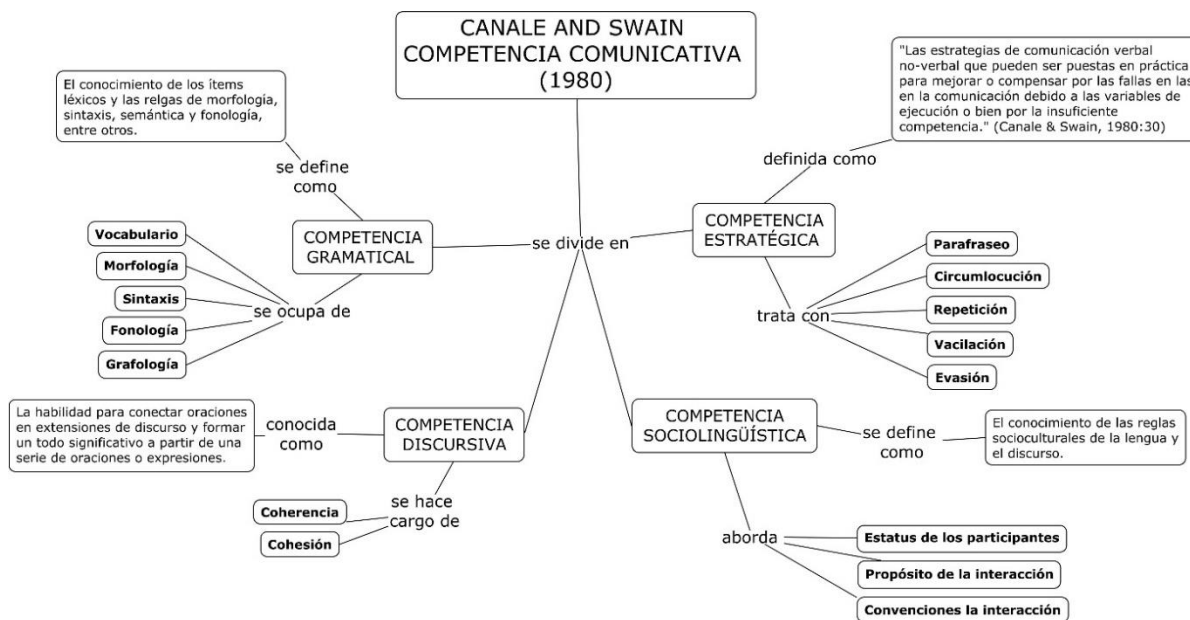 CANALE AND SWAIN
COMPETENCIA COMUNICATIVA
(1980)
"Las estrategias de comunicación verbal
no-verbal que pueden ser puestas en práctica
para mejorar o compensar por las fallas en las
en la comunicación debido a las variables de
ejecución o bien por la insuficiente
competencia." (Canale & Swain, 1980:30)
El conocimiento de los ítems
léxicos y las relgas de morfología,
sintaxis, semántica y fonología,
entre otros.
se define
como
definida como
COMPETENCIA
GRAMATICAL
se divide en
COMPETENCIA
ESTRATÉGICA
Vocabulario
Morfología
Sintaxis
Fonología
Grafología
se ocupa de
trata con
Parafraseo
Circumlocución
Repetición
Vacilación
Evasión
La habilidad para conectar oraciones
en extensiones de discurso y formar
un todo significativo a partir de una
serie de oraciones o expresiones.
conocida
como
COMPETENCIA
DISCURSIVA
COMPETENCIA
SOCIOLINGÜÍSTICA
se define
como
El conocimiento de las reglas
socioculturales de la lengua y
el discurso.
se hace
cargo de
Coherencia
Cohesión
aborda
Estatus de los participantes
Propósito de la interacción
Convenciones la interacción